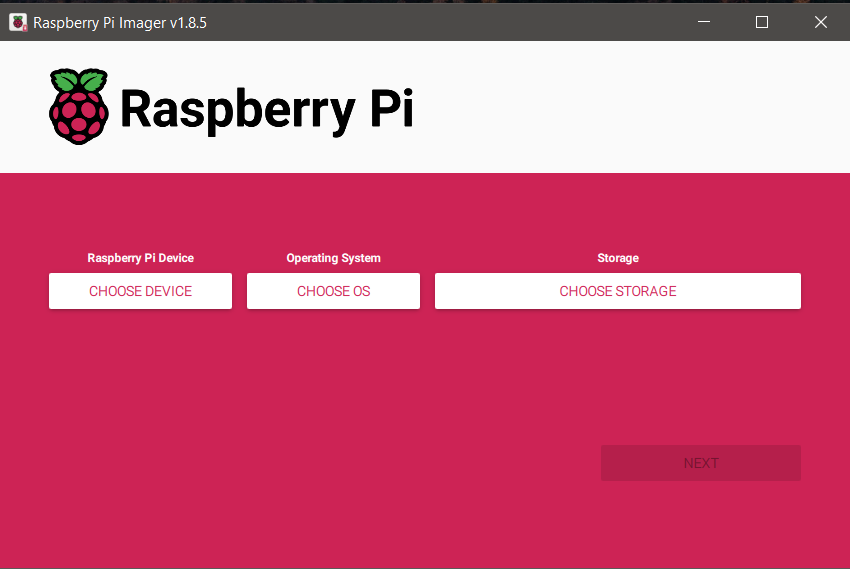 Raspberry Pi Imager v1.8.5
Raspberry Pi
Raspberry Pi Device
Operating System
Storage
CHOOSE DEVICE
CHOOSE OS
CHOOSE STORAGE
NEXT